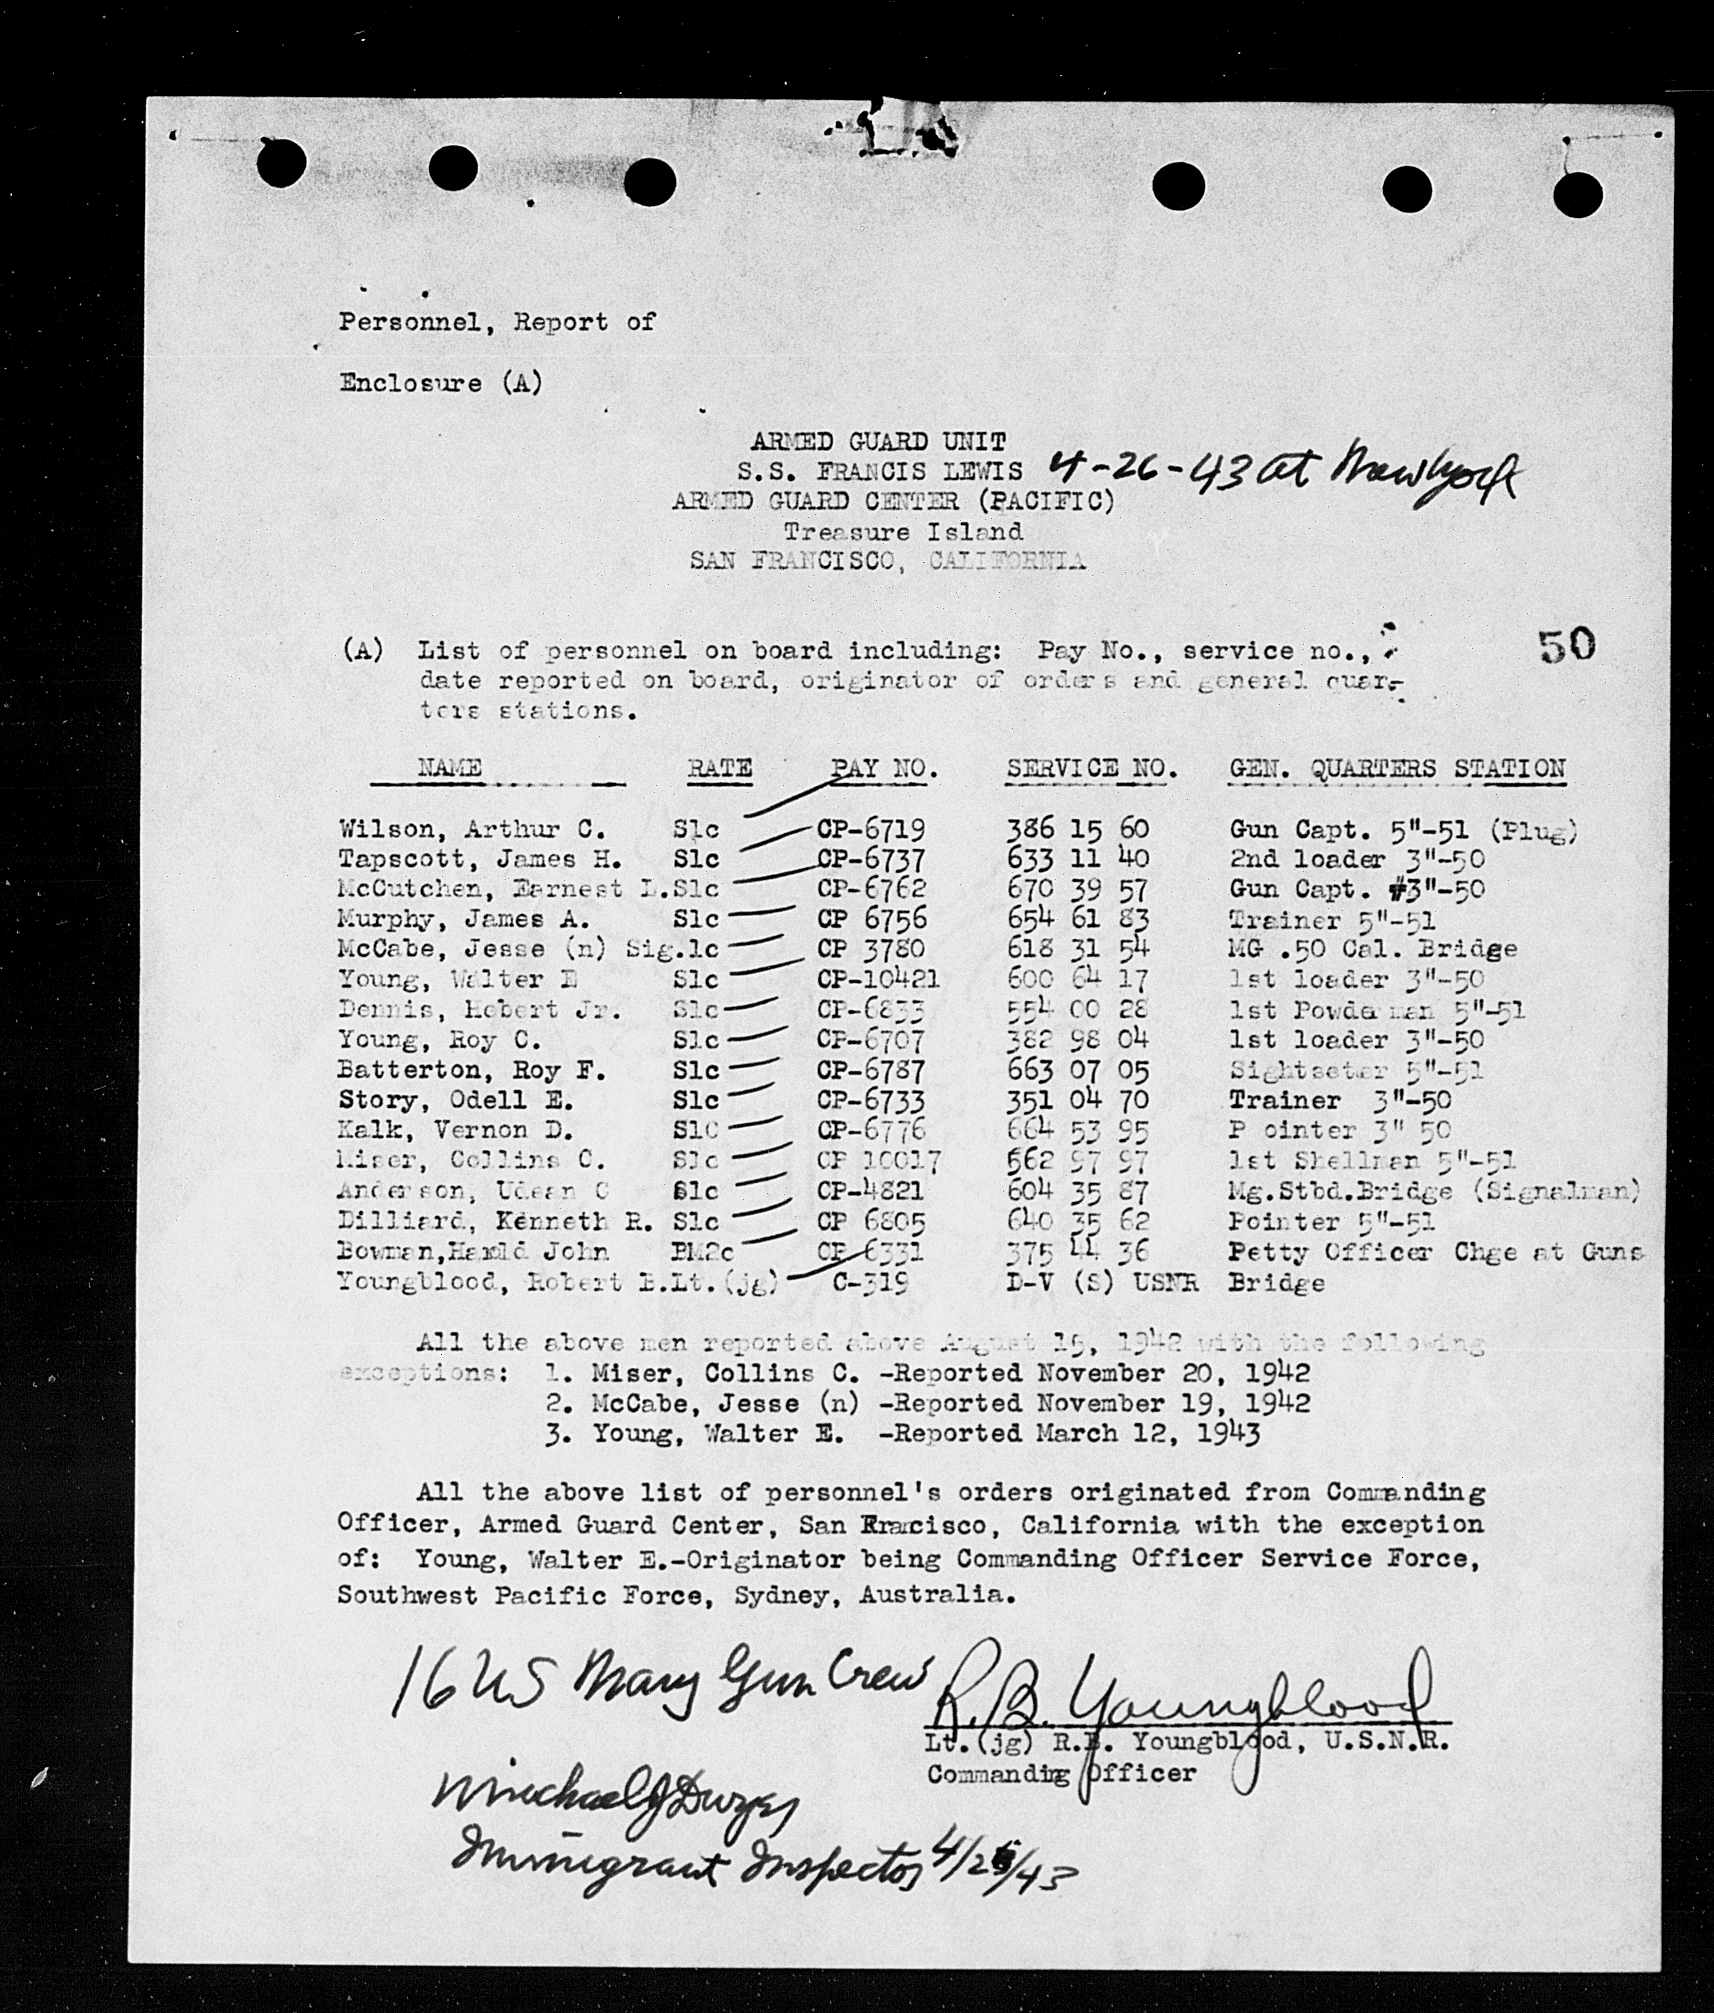 Personnel, Report of
Enclosure (A)
ARMED GUARD UNIT
S.S. FRANCIS LEWIS 4-26-43 at New York
ARMED GUARD CENTER (PACIFIC)
Treasure Island
SAN FRANCISCO, CALIFORNIA
50
(A) List of personnel on board including: Pay No., service no.,
date reported on board, originator of orders and general quar-
ters stations.
NAME RATE PAY NO. SERVICE NO. GEN. QUARTERS STATION
Wilson, Arthur C. S1c CP-6719 386 15 60 Gun Capt. 5"-51 (Plug)
Tapscott, James H. S1c CP-6737 633 11 40 2nd loader 3"-50
McCutchen, Earnest L. S1c CP-6762 670 39 57 Gun Capt. #3"-50
Murphy, James A. S1c CP 6756 654 61 83 Trainer 5"-51
McCabe, Jesse (n) Sig.1c CP 3780 618 31 54 MG .50 Cal. Bridge
Young, Walter E S1c CP-10421 600 64 17 1st loader 3"-50
Dennis, Hobert Jr. S1c CP-6833 554 00 28 1st Powderman 5"-51
Young, Roy C. S1c CP-6707 382 98 04 1st loader 3"-50
Batterton, Roy F. S1c CP-6787 663 07 05 Sightsetter 5"-51
Story, Odell E. S1c CP-6733 351 04 70 Trainer 3"-50
Kalk, Vernon D. S1C CP-6776 664 53 95 P ointer 3" 50
Miser, Collins C. S1c CP 10017 662 97 97 1st Shellman 5"-51
Anderson, Udean C S1c CP-4821 604 35 87 Mg.Stbd.Bridge (Signalman)
Dilliard, Kenneth R. S1c CP 6805 640 35 62 Pointer 5"-51
Bowman,Harold John BM2c CP 6331 375 44 36 Petty Officer Chge at Guns
Youngblood, Robert B.Lt.(jg) C-319 D-V (S) USNR Bridge
All the above men reported above August 15, 1942 with the following
exceptions: 1. Miser, Collins C. -Reported November 20, 1942
2. McCabe, Jesse (n) -Reported November 19, 1942
3. Young, Walter E. -Reported March 12, 1943
All the above list of personnel's orders originated from Commanding
Officer, Armed Guard Center, San Francisco, California with the exception
of: Young, Walter E.-Originator being Commanding Officer Service Force,
Southwest Pacific Force, Sydney, Australia.
16 US Navy Gun Crew
R.B. Youngblood
Lt.(jg) R.B. Youngblood, U.S.N.R.
Commanding Officer
Michael J
Immigrant Inspector 4/26/43